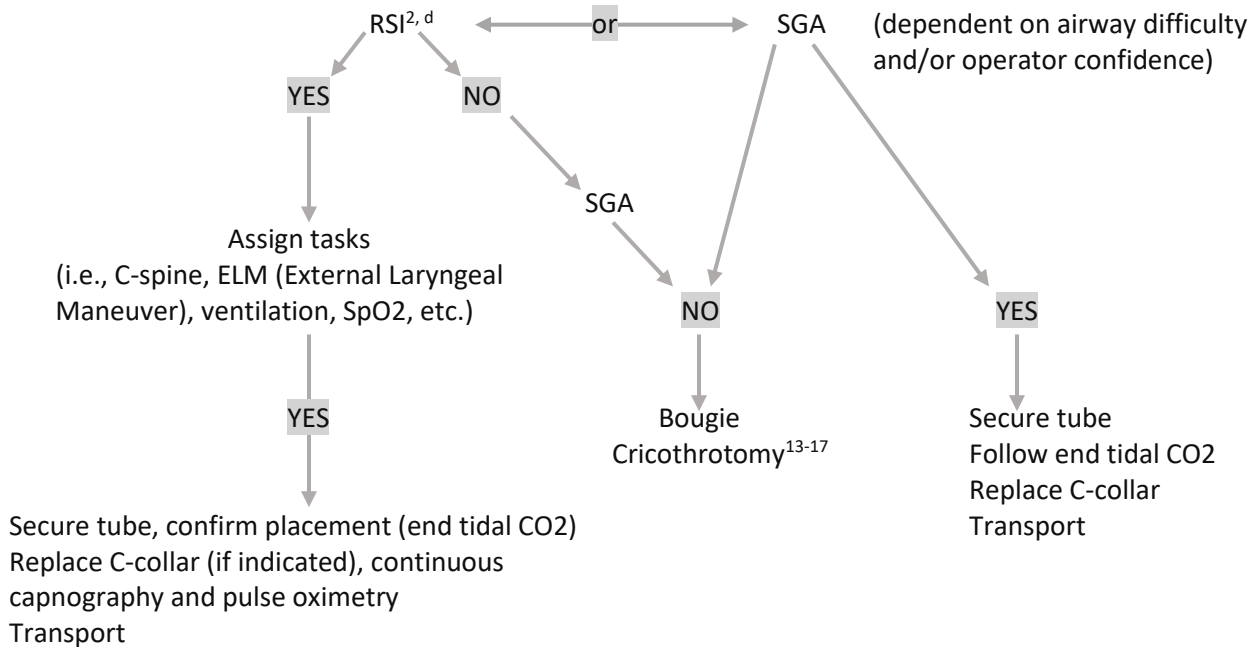 RSI2, d
or
SGA
(dependent on airway difficulty
and/or operator confidence)
YES
NO
SGA
Assign tasks
(i.e., C-spine, ELM (External Laryngeal
Maneuver), ventilation, SpO2, etc.)
NO
YES
YES
Bougie
Cricothrotomy13-17
Secure tube
Follow end tidal CO2
Replace C-collar
Transport
Secure tube, confirm placement (end tidal CO2)
Replace C-collar (if indicated), continuous
capnography and pulse oximetry
Transport